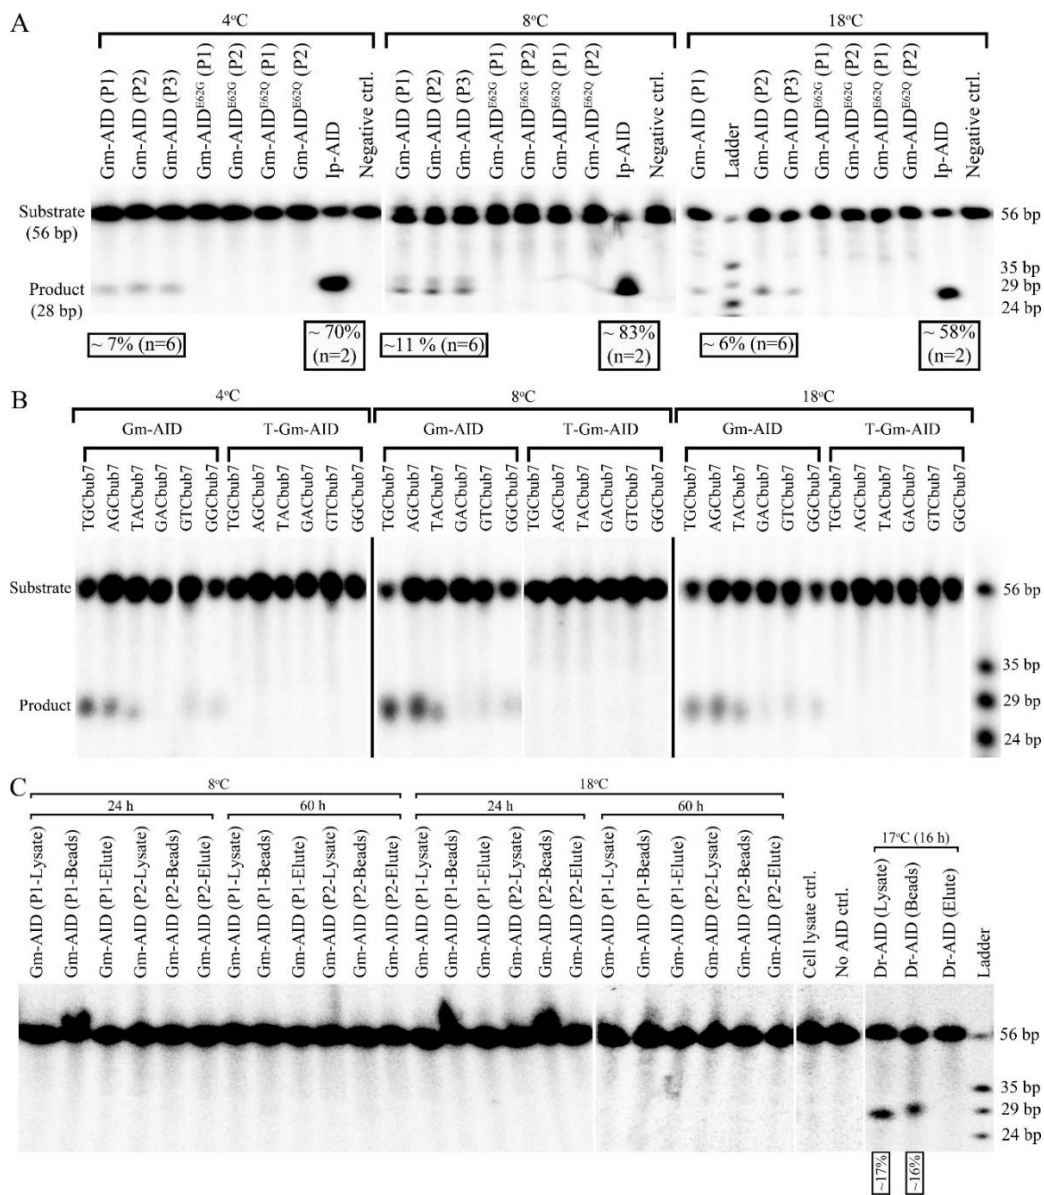 A
4°C 8°C 18°C
Gm-AID (P1)
Gm-AID (P2)
Gm-AID (P3)
Gm-AID^E62G (P1)
Gm-AID^E62G (P2)
Gm-AID^E62Q (P1)
Gm-AID^E62Q (P2)
Ip-AID
Negative ctrl.
Gm-AID (P1)
Gm-AID (P2)
Gm-AID (P3)
Gm-AID^E62G (P1)
Gm-AID^E62G (P2)
Gm-AID^E62Q (P1)
Gm-AID^E62Q (P2)
Ip-AID
Negative ctrl.
Gm-AID (P1)
Ladder
Gm-AID (P2)
Gm-AID (P3)
Gm-AID^E62G (P1)
Gm-AID^E62G (P2)
Gm-AID^E62Q (P1)
Gm-AID^E62Q (P2)
Ip-AID
Negative ctrl.
Substrate
(56 bp)
56 bp
35 bp
Product
(28 bp)
29 bp
24 bp
~ 7% (n=6)
~ 70%
(n=2)
~11 % (n=6)
~ 83%
(n=2)
~ 6% (n=6)
~ 58%
(n=2)
B
4°C 8°C 18°C
Gm-AID T-Gm-AID Gm-AID T-Gm-AID Gm-AID T-Gm-AID
TGCbub7
AGCbub7
TACbub7
GACbub7
GTCbub7
GGCbub7
TGCbub7
AGCbub7
TACbub7
GACbub7
GTCbub7
GGCbub7
TGCbub7
AGCbub7
TACbub7
GACbub7
GTCbub7
GGCbub7
TGCbub7
AGCbub7
TACbub7
GACbub7
GTCbub7
GGCbub7
TGCbub7
AGCbub7
TACbub7
GACbub7
GTCbub7
GGCbub7
TGCbub7
AGCbub7
TACbub7
GACbub7
GTCbub7
GGCbub7
Substrate
56 bp
35 bp
Product
29 bp
24 bp
C
8°C 18°C
24 h 60 h 24 h 60 h
17°C (16 h)
Gm-AID (P1-Lysate)
Gm-AID (P1-Beads)
Gm-AID (P1-Elute)
Gm-AID (P2-Lysate)
Gm-AID (P2-Beads)
Gm-AID (P2-Elute)
Gm-AID (P1-Lysate)
Gm-AID (P1-Beads)
Gm-AID (P1-Elute)
Gm-AID (P2-Lysate)
Gm-AID (P2-Beads)
Gm-AID (P2-Elute)
Gm-AID (P1-Lysate)
Gm-AID (P1-Beads)
Gm-AID (P1-Elute)
Gm-AID (P2-Lysate)
Gm-AID (P2-Beads)
Gm-AID (P2-Elute)
Gm-AID (P1-Lysate)
Gm-AID (P1-Beads)
Gm-AID (P1-Elute)
Gm-AID (P2-Lysate)
Gm-AID (P2-Beads)
Gm-AID (P2-Elute)
Cell lysate ctrl.
No AID ctrl.
Dr-AID (Lysate)
Dr-AID (Beads)
Dr-AID (Elute)
Ladder
56 bp
35 bp
29 bp
24 bp
~17%
~16%